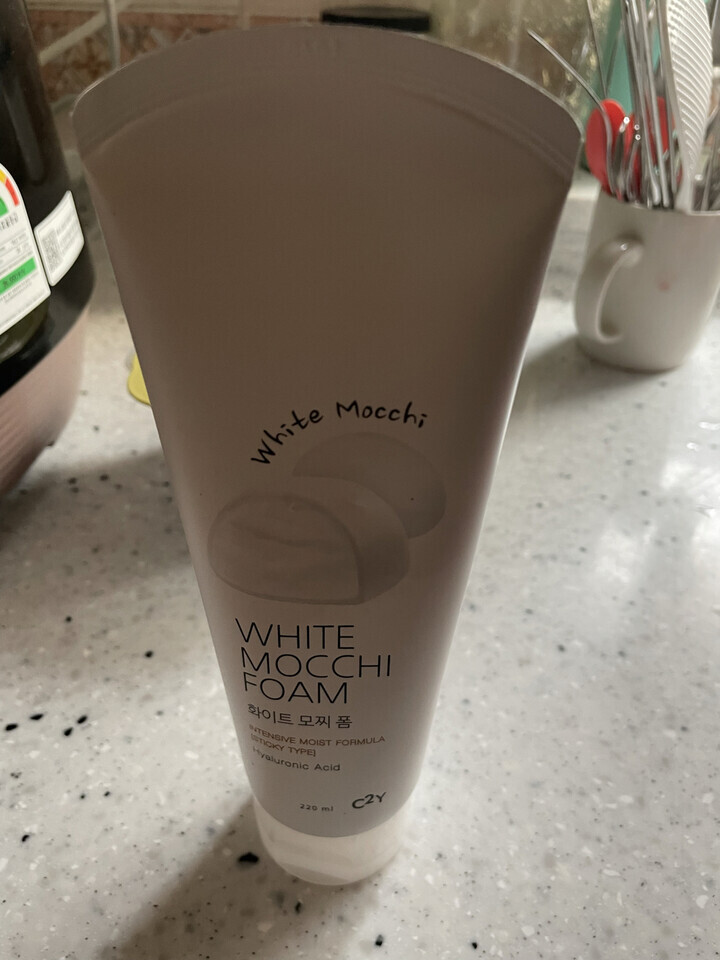 White Mocchi
WHITE
MOCCHI
FOAM
화이트 모찌 폼
INTENSIVE MOIST FORMULA
[STICKY TYPE]
Hyaluronic Acid
220 ml
C2Y